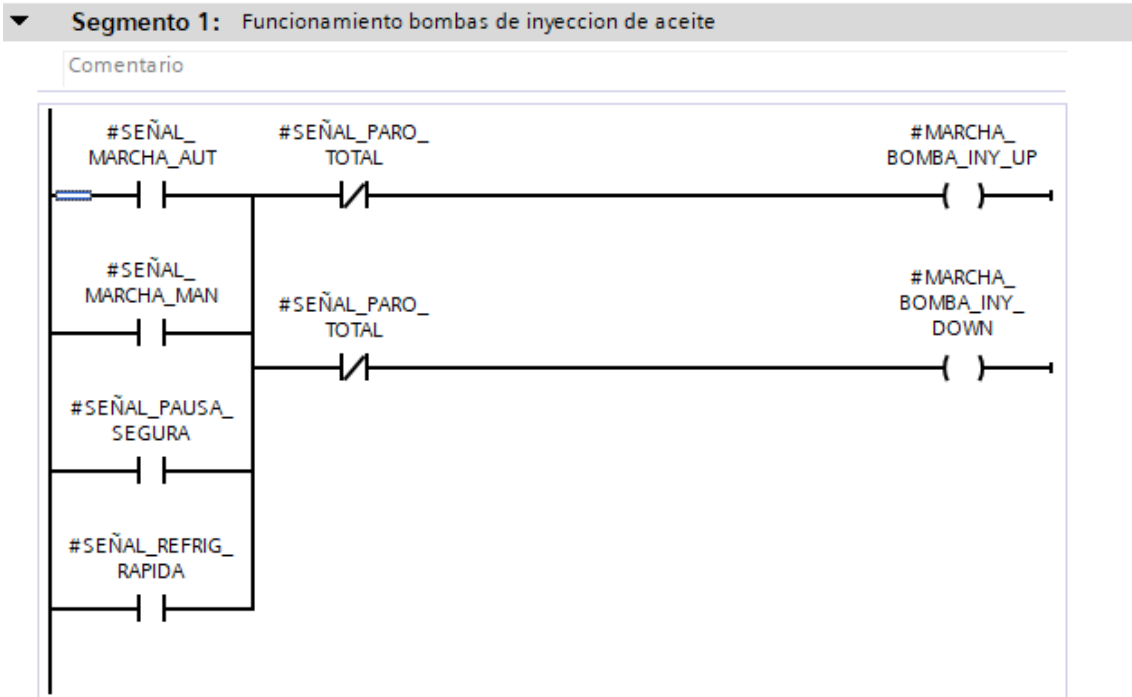 Segmento 1: Funcionamiento bombas de inyeccion de aceite
Comentario
#SEÑAL_
MARCHA_AUT
#SEÑAL_PARO_
TOTAL
#MARCHA_
BOMBA_INY_UP
#SEÑAL_
MARCHA_MAN
#SEÑAL_PARO_
TOTAL
#MARCHA_
BOMBA_INY_
DOWN
#SEÑAL_PAUSA_
SEGURA
#SEÑAL_REFRIG_
RAPIDA